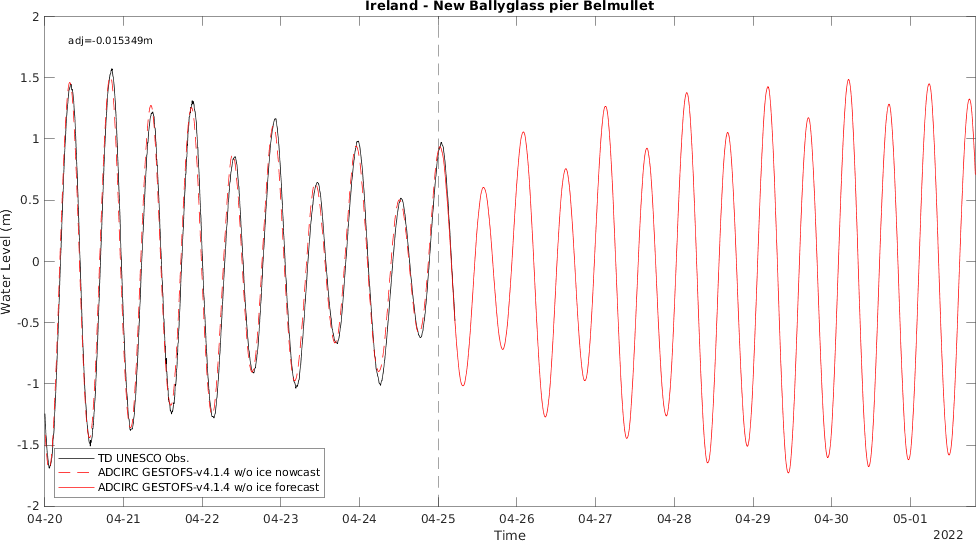 Ireland - New Ballyglass pier Belmullet
adj=-0.015349m
Water Level (m)
2
1.5
1
0.5
0
-0.5
-1
-1.5
-2
TD UNESCO Obs.
ADCIRC GESTOFS-v4.1.4 w/o ice nowcast
ADCIRC GESTOFS-v4.1.4 w/o ice forecast
04-20 04-21 04-22 04-23 04-24 04-25 04-26 04-27 04-28 04-29 04-30 05-01
Time
2022